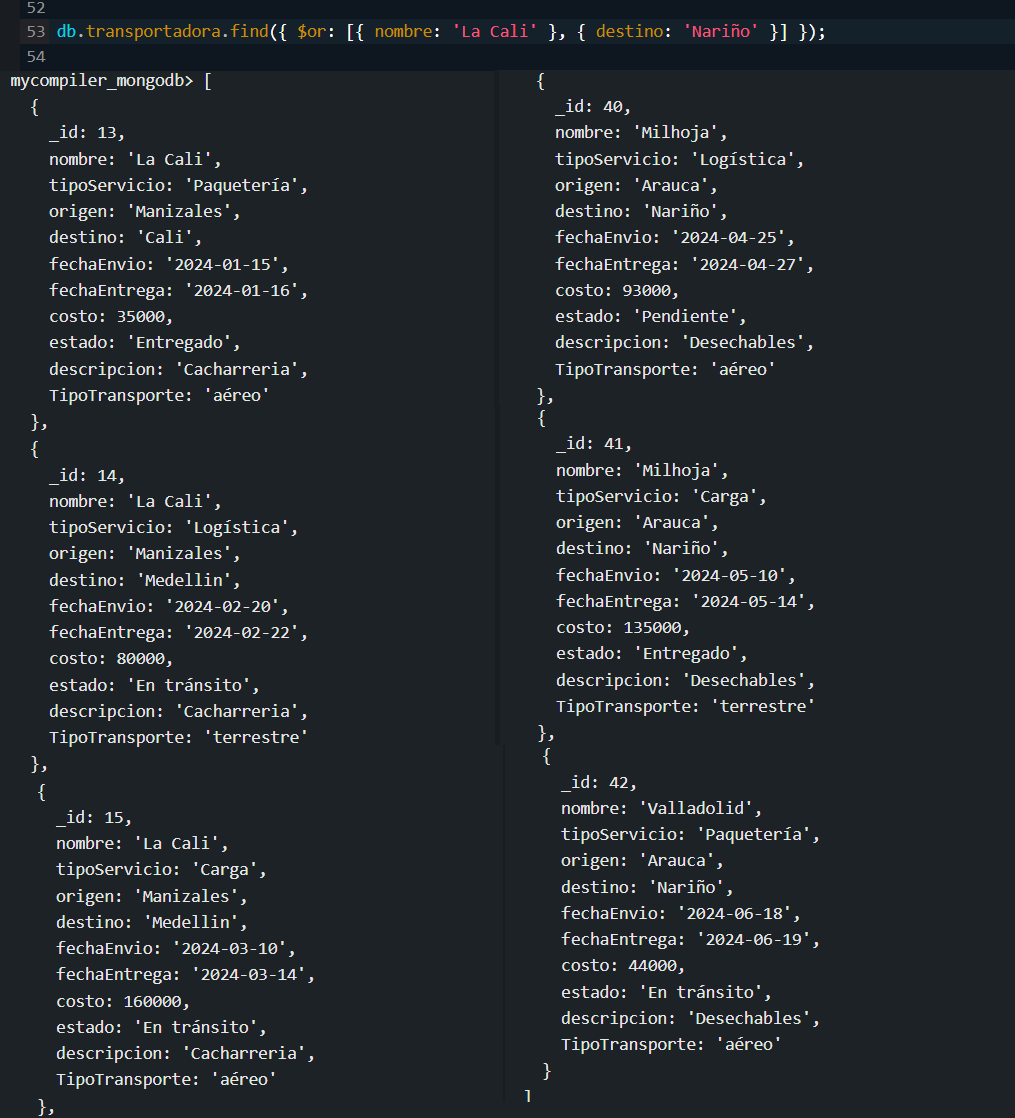 52
53 db.transportadora.find({ $or: [{ nombre: 'La Cali' }, { destino: 'Nariño' }] });
54
mycompiler_mongodb> [
{
_id: 13,
nombre: 'La Cali',
tipoServicio: 'Paquetería',
origen: 'Manizales',
destino: 'Cali',
fechaEnvio: '2024-01-15',
fechaEntrega: '2024-01-16',
costo: 35000,
estado: 'Entregado',
descripcion: 'Cacharreria',
TipoTransporte: 'aéreo'
},
{
_id: 14,
nombre: 'La Cali',
tipoServicio: 'Logística',
origen: 'Manizales',
destino: 'Medellin',
fechaEnvio: '2024-02-20',
fechaEntrega: '2024-02-22',
costo: 80000,
estado: 'En tránsito',
descripcion: 'Cacharreria',
TipoTransporte: 'terrestre'
},
{
_id: 15,
nombre: 'La Cali',
tipoServicio: 'Carga',
origen: 'Manizales',
destino: 'Medellin',
fechaEnvio: '2024-03-10',
fechaEntrega: '2024-03-14',
costo: 160000,
estado: 'En tránsito',
descripcion: 'Cacharreria',
TipoTransporte: 'aéreo'
},
{
_id: 40,
nombre: 'Milhoja',
tipoServicio: 'Logística',
origen: 'Arauca',
destino: 'Nariño',
fechaEnvio: '2024-04-25',
fechaEntrega: '2024-04-27',
costo: 93000,
estado: 'Pendiente',
descripcion: 'Desechables',
TipoTransporte: 'aéreo'
},
{
_id: 41,
nombre: 'Milhoja',
tipoServicio: 'Carga',
origen: 'Arauca',
destino: 'Nariño',
fechaEnvio: '2024-05-10',
fechaEntrega: '2024-05-14',
costo: 135000,
estado: 'Entregado',
descripcion: 'Desechables',
TipoTransporte: 'terrestre'
},
{
_id: 42,
nombre: 'Valladolid',
tipoServicio: 'Paquetería',
origen: 'Arauca',
destino: 'Nariño',
fechaEnvio: '2024-06-18',
fechaEntrega: '2024-06-19',
costo: 44000,
estado: 'En tránsito',
descripcion: 'Desechables',
TipoTransporte: 'aéreo'
}
]